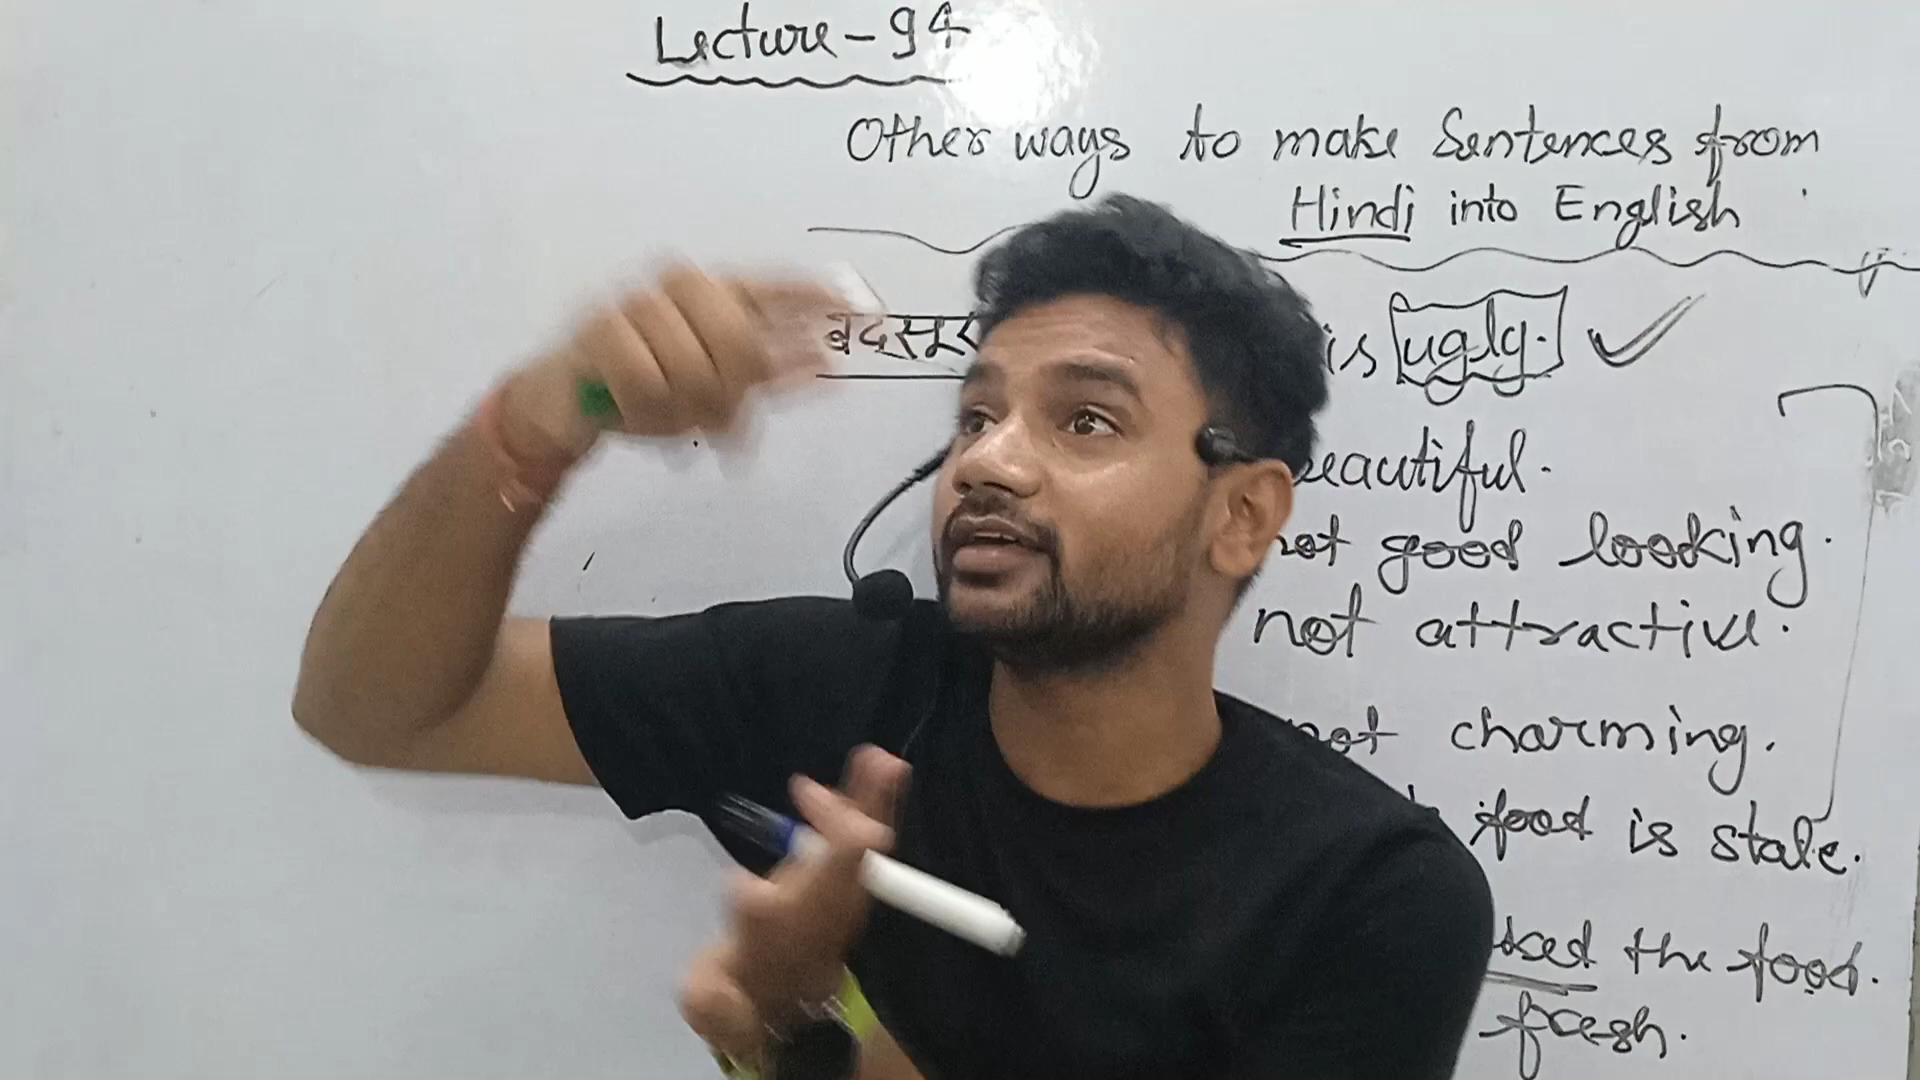 Lecture-94
Other ways to make Sentences from
Hindi into English
is ugly.
not good looking.
not attractive.
not charming.
food is stale.
the food.
fresh.